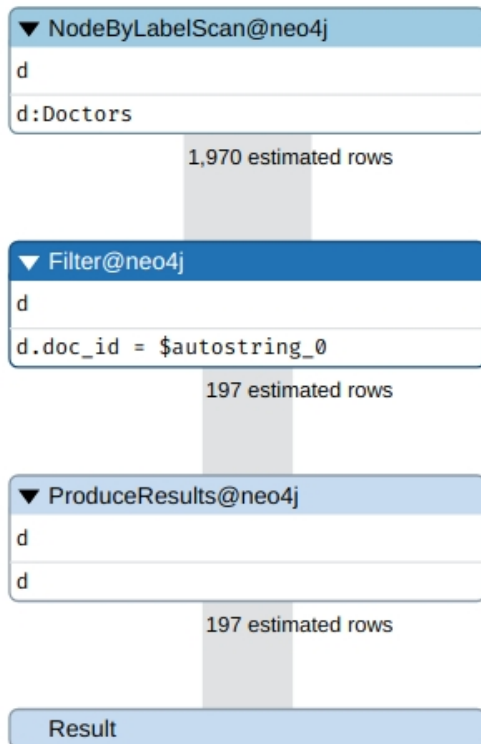 NodeByLabelScan@neo4j
d
d:Doctors
1,970 estimated rows
Filter@neo4j
d
d.doc_id = $autostring_0
197 estimated rows
ProduceResults@neo4j
d
d
197 estimated rows
Result